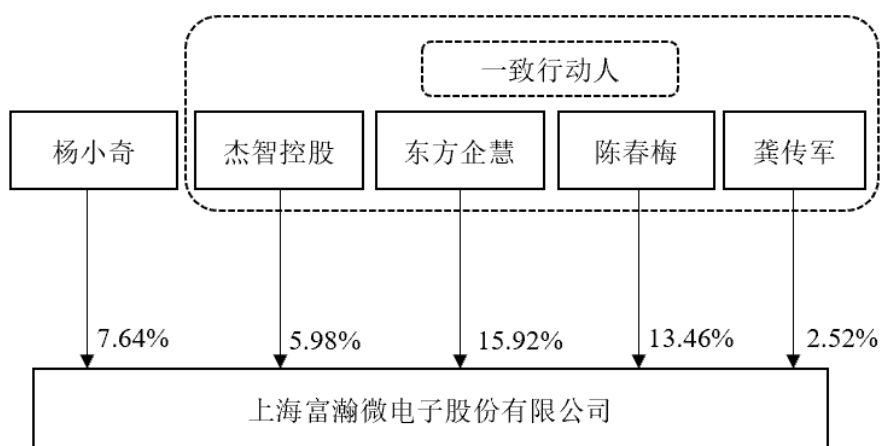 一致行动人
杨小奇 杰智控股 东方企慧 陈春梅 龚传军
7.64% 5.98% 15.92% 13.46% 2.52%
上海富瀚微电子股份有限公司